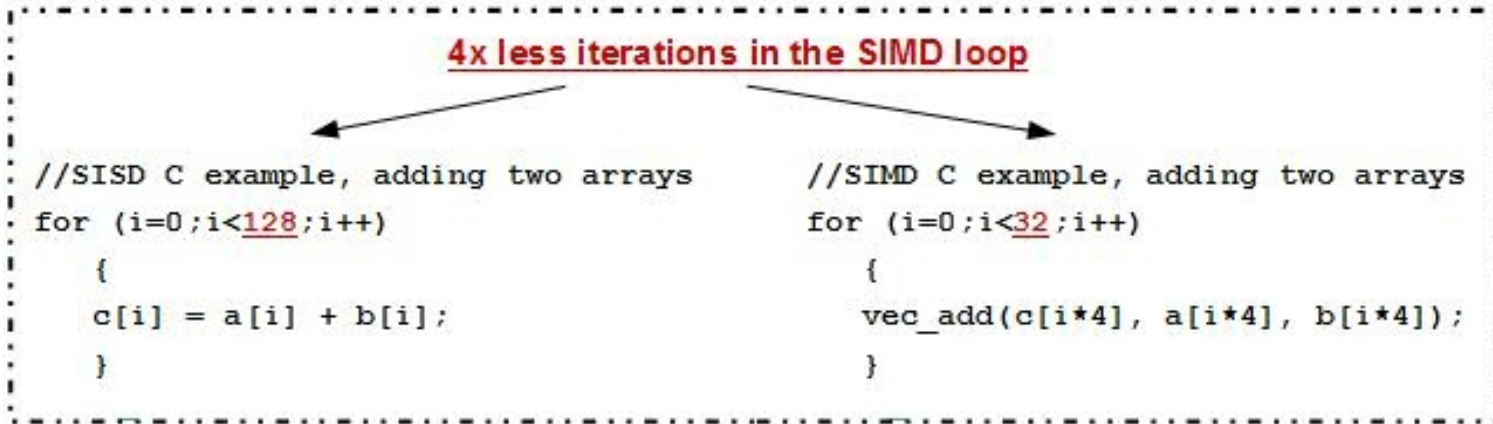 4x less iterations in the SIMD loop
//SISD C example, adding two arrays
for (i=0;i<128;i++)
{
c[i] = a[i] + b[i];
}
//SIMD C example, adding two arrays
for (i=0;i<32;i++)
{
vec_add(c[i*4], a[i*4], b[i*4]);
}